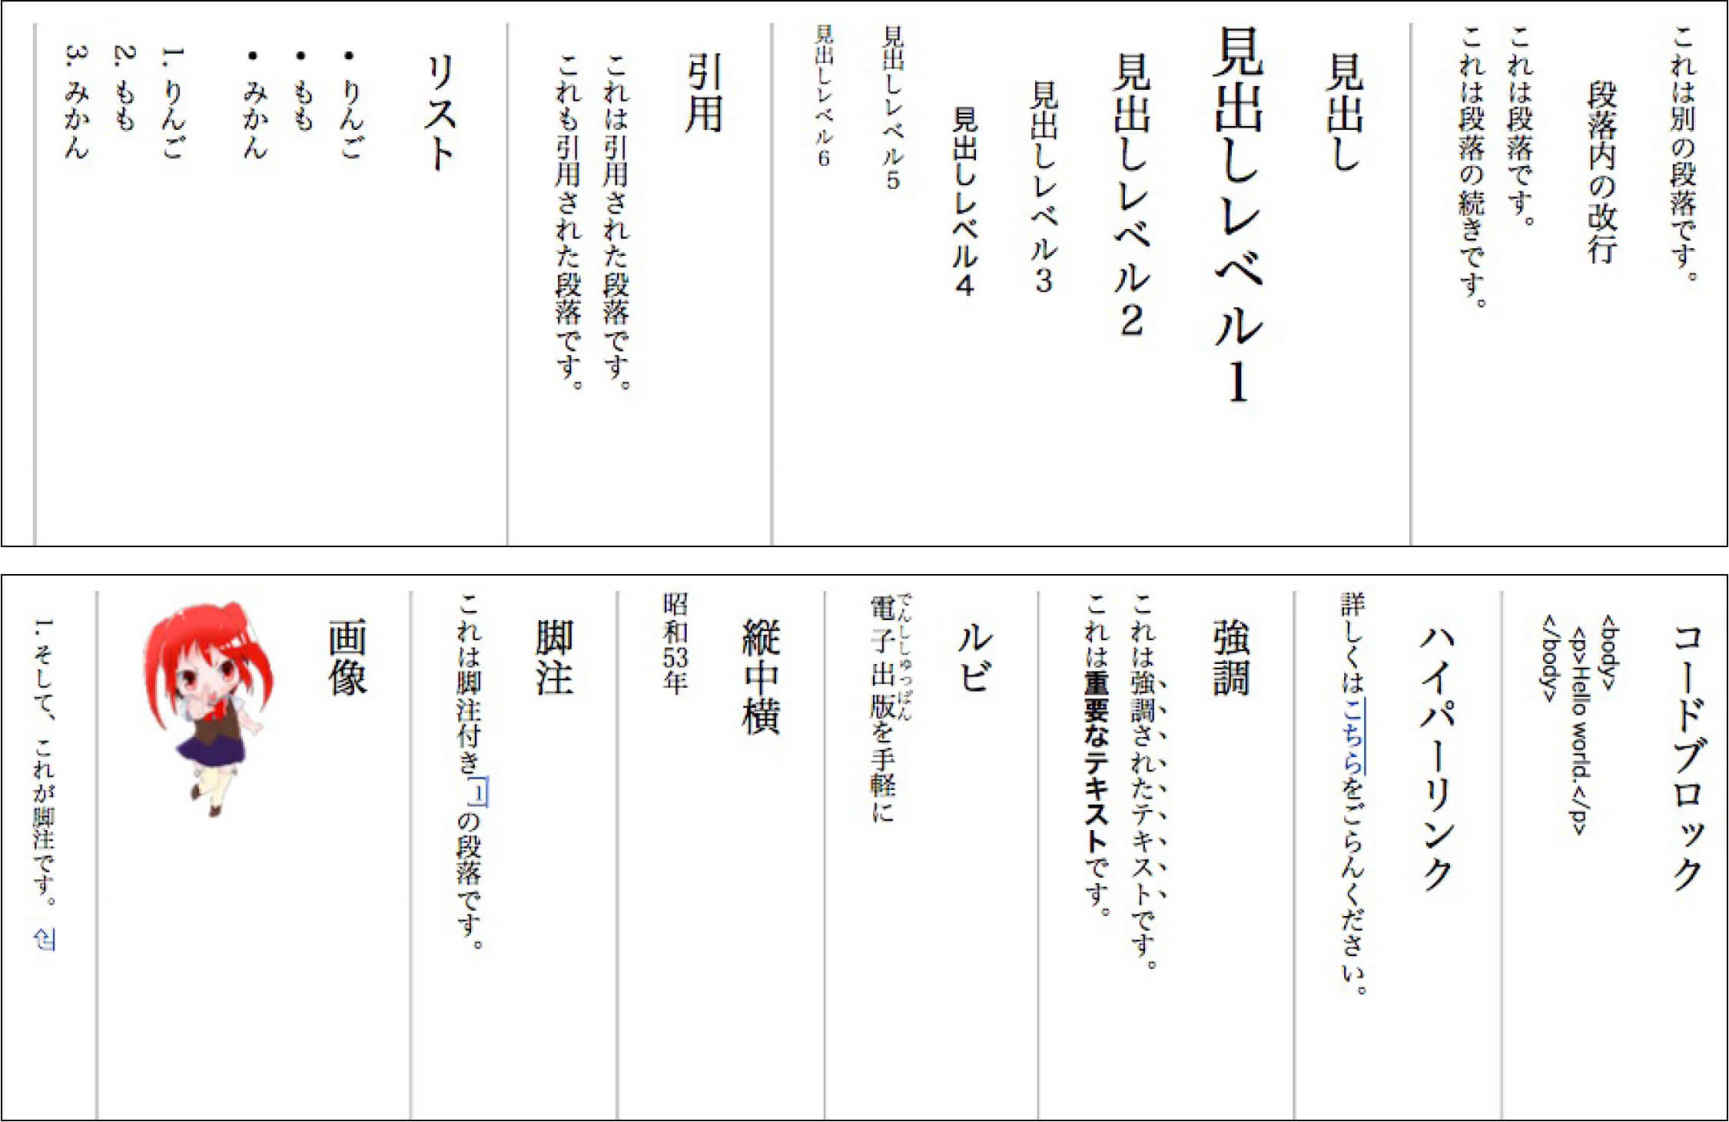 これは別の段落です。
段落内の改行
これは段落です。
これは段落の続きです。
見出し
見出しレベル1
見出しレベル2
見出しレベル3
見出しレベル4
見出しレベル5
見出しレベル6
引用
これは引用された段落です。
これも引用された段落です。
リスト
• りんご
• もも
• みかん
1. りんご
2. もも
3. みかん
コードブロック
<body>
<p>Hello world.</p>
</body>
ハイパーリンク
詳しくはこちらをごらんください。
強調
これは強調されたテキストです。
これは重要なテキストです。
ルビ
でんししゅっぱん
電子出版を手軽に
縦中横
昭和53年
脚注
これは脚注付き[1]の段落です。
画像
1. そして、これが脚注です。